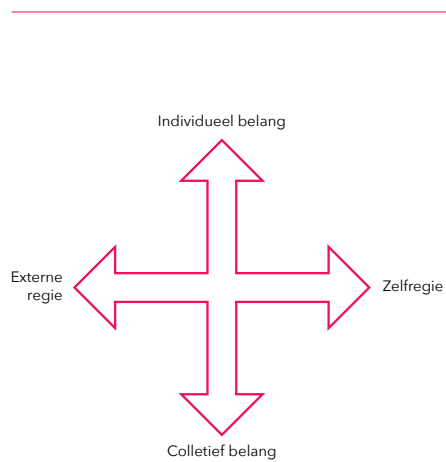 Individueel belang
Externe
regie
Zelfregie
Colletief belang